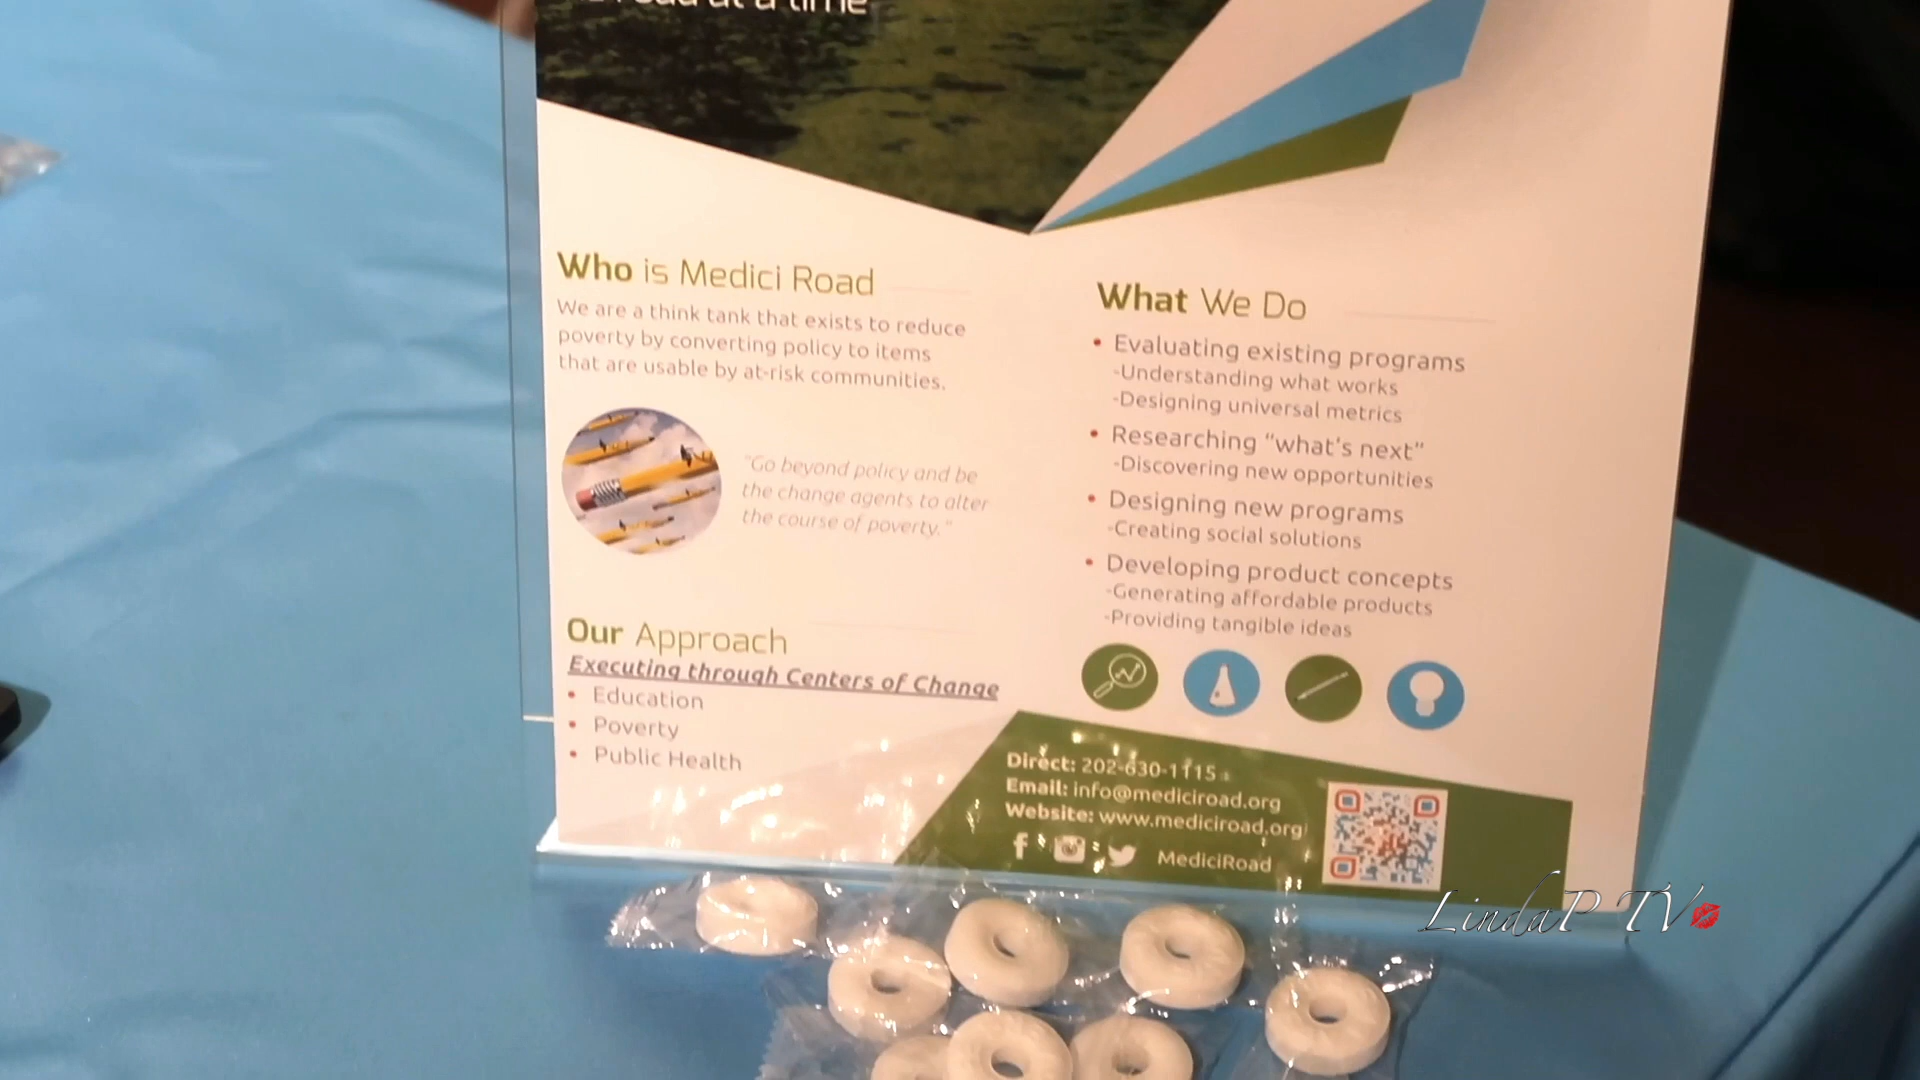 road at a time
Who is Medici Road
We are a think tank that exists to reduce
poverty by converting policy to items
that are usable by at-risk communities.
"Go beyond policy and be
the change agents to alter
the course of poverty."
Our Approach
Executing through Centers of Change
• Education
• Poverty
• Public Health
What We Do
• Evaluating existing programs
-Understanding what works
-Designing universal metrics
• Researching "what's next"
-Discovering new opportunities
• Designing new programs
-Creating social solutions
• Developing product concepts
-Generating affordable products
-Providing tangible ideas
Direct: 202-630-1115
Email: info@mediciroad.org
Website: www.mediciroad.org
MediciRoad
LindaP TV